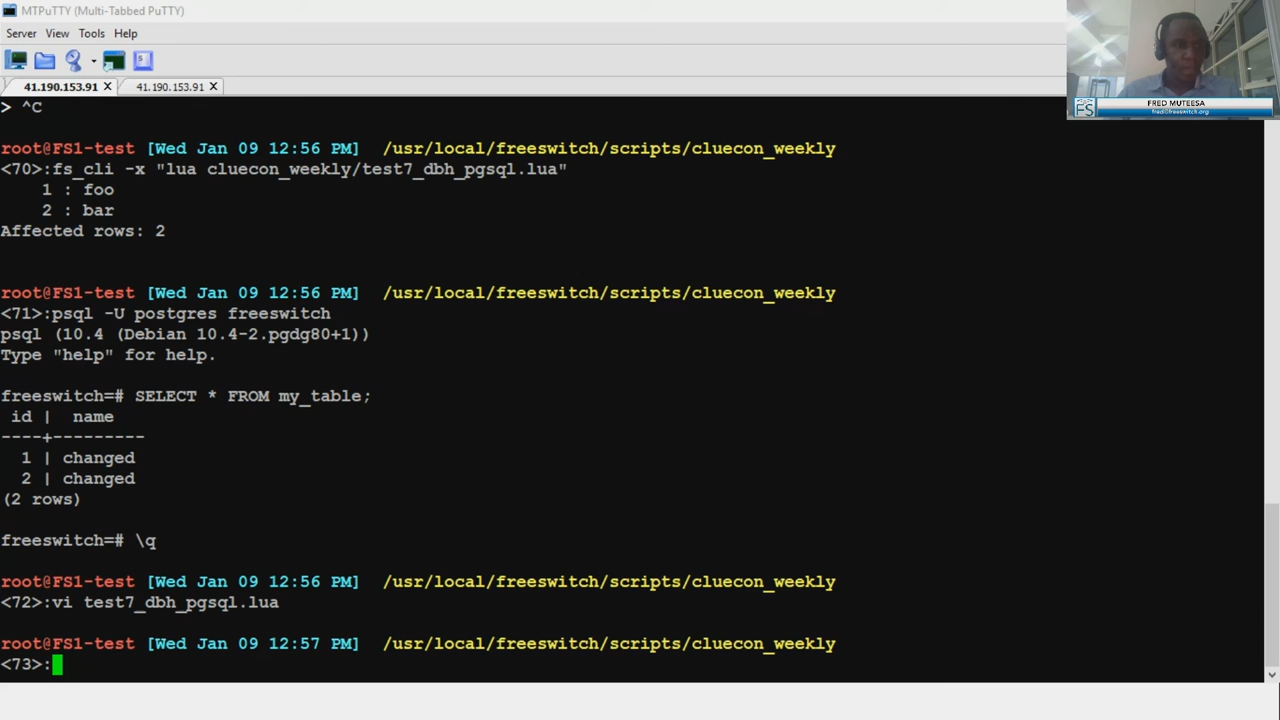 MTPuTTY (Multi-Tabbed PuTTY)
Server View Tools Help
41.190.153.91 41.190.153.91
FRED MUTEESA
FS fred@freeswitch.org
> ^C
root@FS1-test [Wed Jan 09 12:56 PM] /usr/local/freeswitch/scripts/cluecon_weekly
<70>:fs_cli -x "lua cluecon_weekly/test7_dbh_pgsql.lua"
1 : foo
2 : bar
Affected rows: 2
root@FS1-test [Wed Jan 09 12:56 PM] /usr/local/freeswitch/scripts/cluecon_weekly
<71>:psql -U postgres freeswitch
psql (10.4 (Debian 10.4-2.pgdg80+1))
Type "help" for help.
freeswitch=# SELECT * FROM my_table;
id | name
----+---------
1 | changed
2 | changed
(2 rows)
freeswitch=# \q
root@FS1-test [Wed Jan 09 12:56 PM] /usr/local/freeswitch/scripts/cluecon_weekly
<72>:vi test7_dbh_pgsql.lua
root@FS1-test [Wed Jan 09 12:57 PM] /usr/local/freeswitch/scripts/cluecon_weekly
<73>: